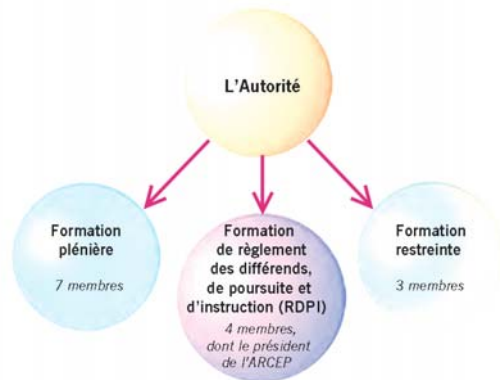 L'Autorité
Formation
plénière
7 membres
Formation
de règlement
des différends,
de poursuite et
d'instruction (RDPI)
4 membres,
dont le président
de l'ARCEP
Formation
restreinte
3 membres